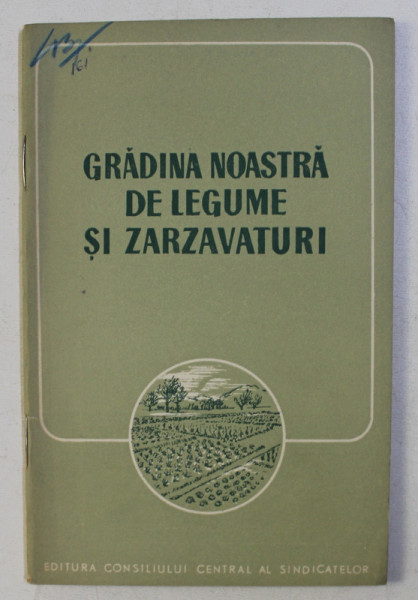 GRĂDINA NOASTRĂ
DE LEGUME
ȘI ZARZAVATURI
EDITURA CONSILIULUI CENTRAL AL SINDICATELOR